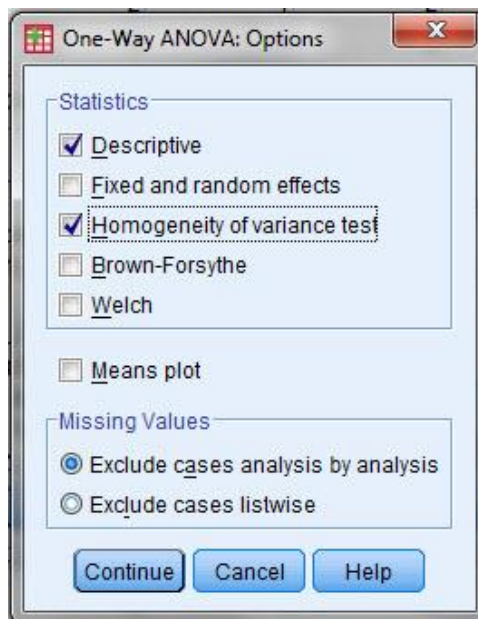 One-Way ANOVA: Options
Statistics
Descriptive
Fixed and random effects
Homogeneity of variance test
Brown-Forsythe
Welch
Means plot
Missing Values
Exclude cases analysis by analysis
Exclude cases listwise
Continue Cancel Help